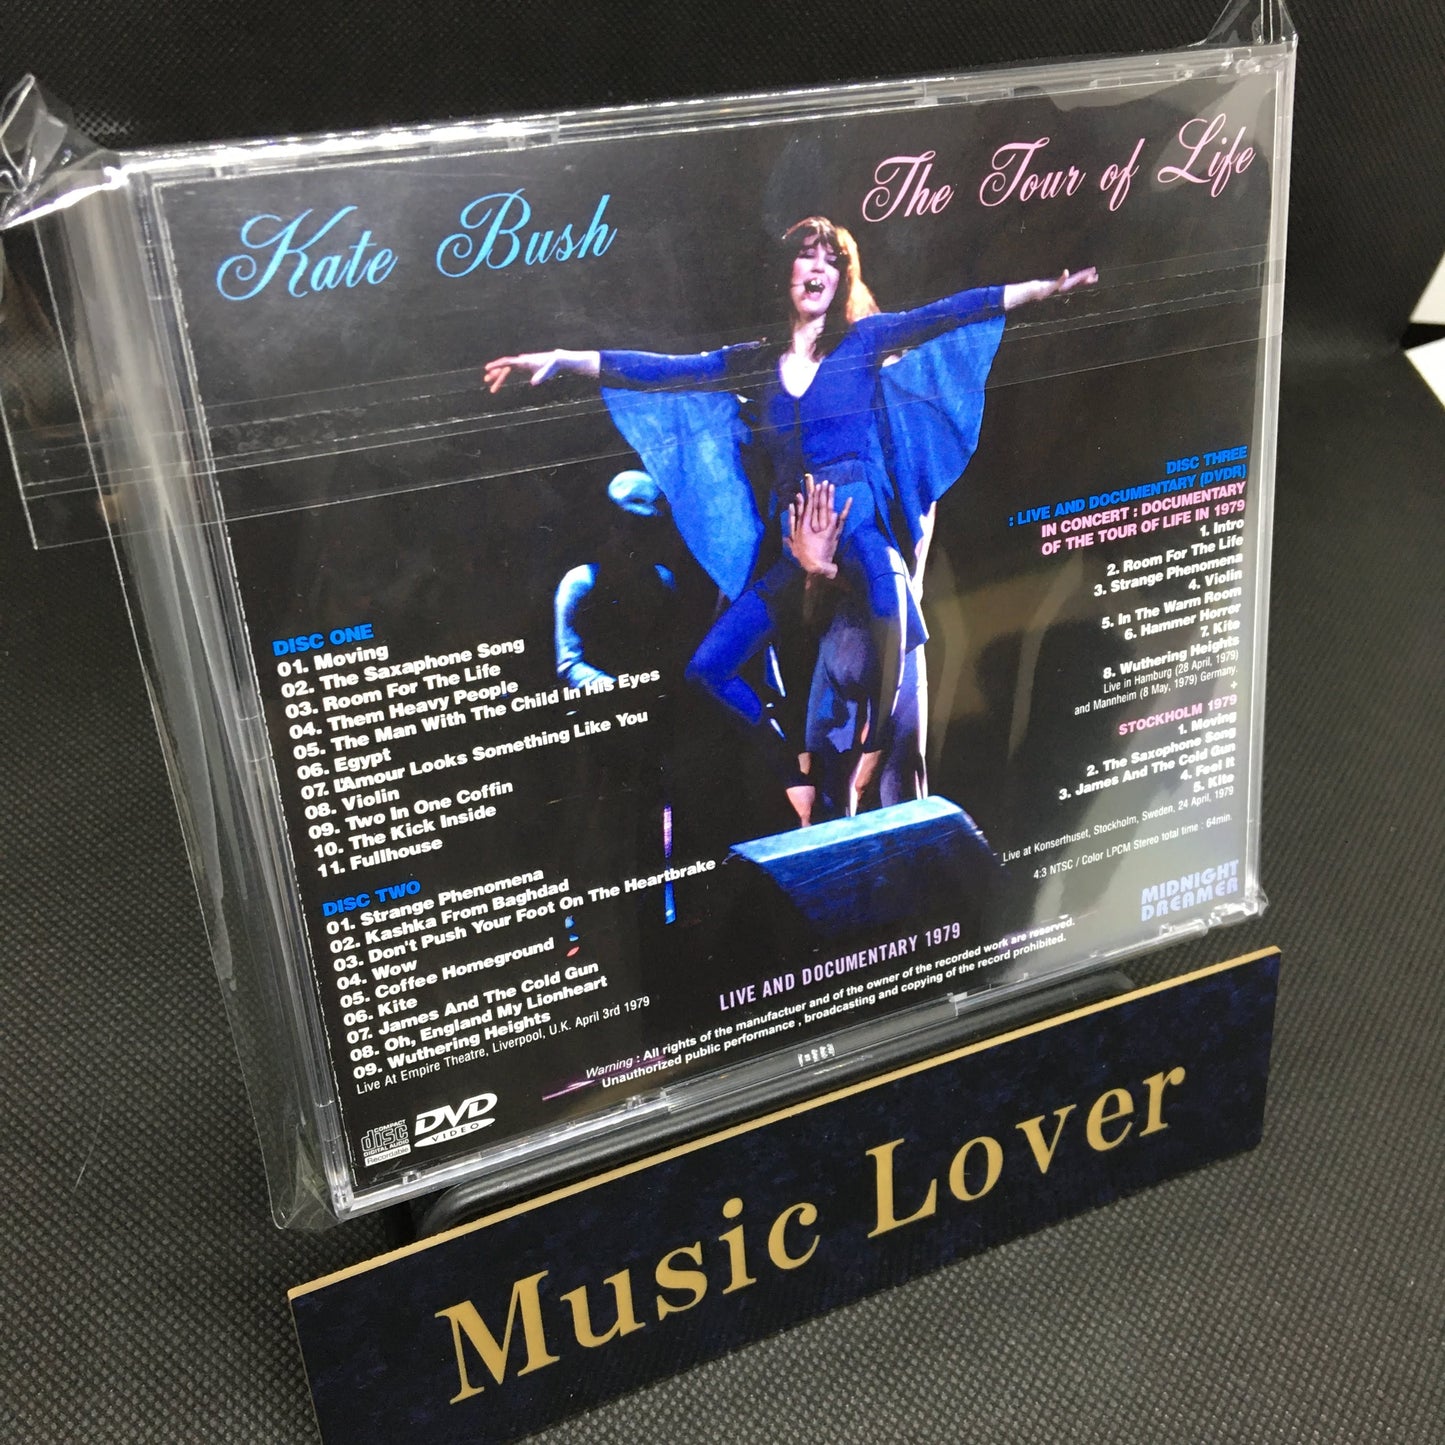 Kate Bush
The Tour of Life
DISC ONE
01. Moving
02. The Saxaphone Song
03. Room For The Life
04. Them Heavy People
05. The Man With The Child In His Eyes
06. Egypt
07. L'Amour Looks Something Like You
08. Violin
09. Two In One Coffin
10. The Kick Inside
11. Fullhouse
DISC TWO
01. Strange Phenomena
02. Kashka From Baghdad
03. Don't Push Your Foot On The Heartbrake
04. Wow
05. Coffee Homeground
06. Kite
07. James And The Cold Gun
08. Oh, England My Lionheart
09. Wuthering Heights
Live At Empire Theatre, Liverpool, U.K. April 3rd 1979
DISC THREE
: LIVE AND DOCUMENTARY (DVDR)
IN CONCERT : DOCUMENTARY
OF THE TOUR OF LIFE IN 1979
1. Intro
2. Room For The Life
3. Strange Phenomena
4. Violin
5. In The Warm Room
6. Hammer Horrer
7. Kite
8. Wuthering Heights
Live in Hamburg (28 April, 1979)
and Mannheim (8 May, 1979) Germany.
+
STOCKHOLM 1979
1. Moving
2. The Saxophone Song
3. James And The Cold Gun
4. Feel It
5. Kite
Live at Konserthuset, Stockholm, Sweden, 24 April, 1979
4:3 NTSC / Color LPCM Stereo total time : 64min.
MIDNIGHT
DREAMER
LIVE AND DOCUMENTARY 1979
Warning : All rights of the manufactuer and of the owner of the recorded work are reserved.
Unauthorized public performance , broadcasting and copying of the record prohibited.
COMPACT
disc
DIGITAL AUDIO
Recordable
DVD
VIDEO
Music Lover